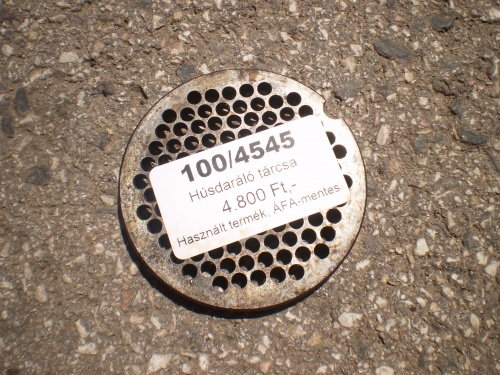 100/4545
Húsdaráló tárcsa
4.800 Ft,-
Használt termék, ÁFA-mentes